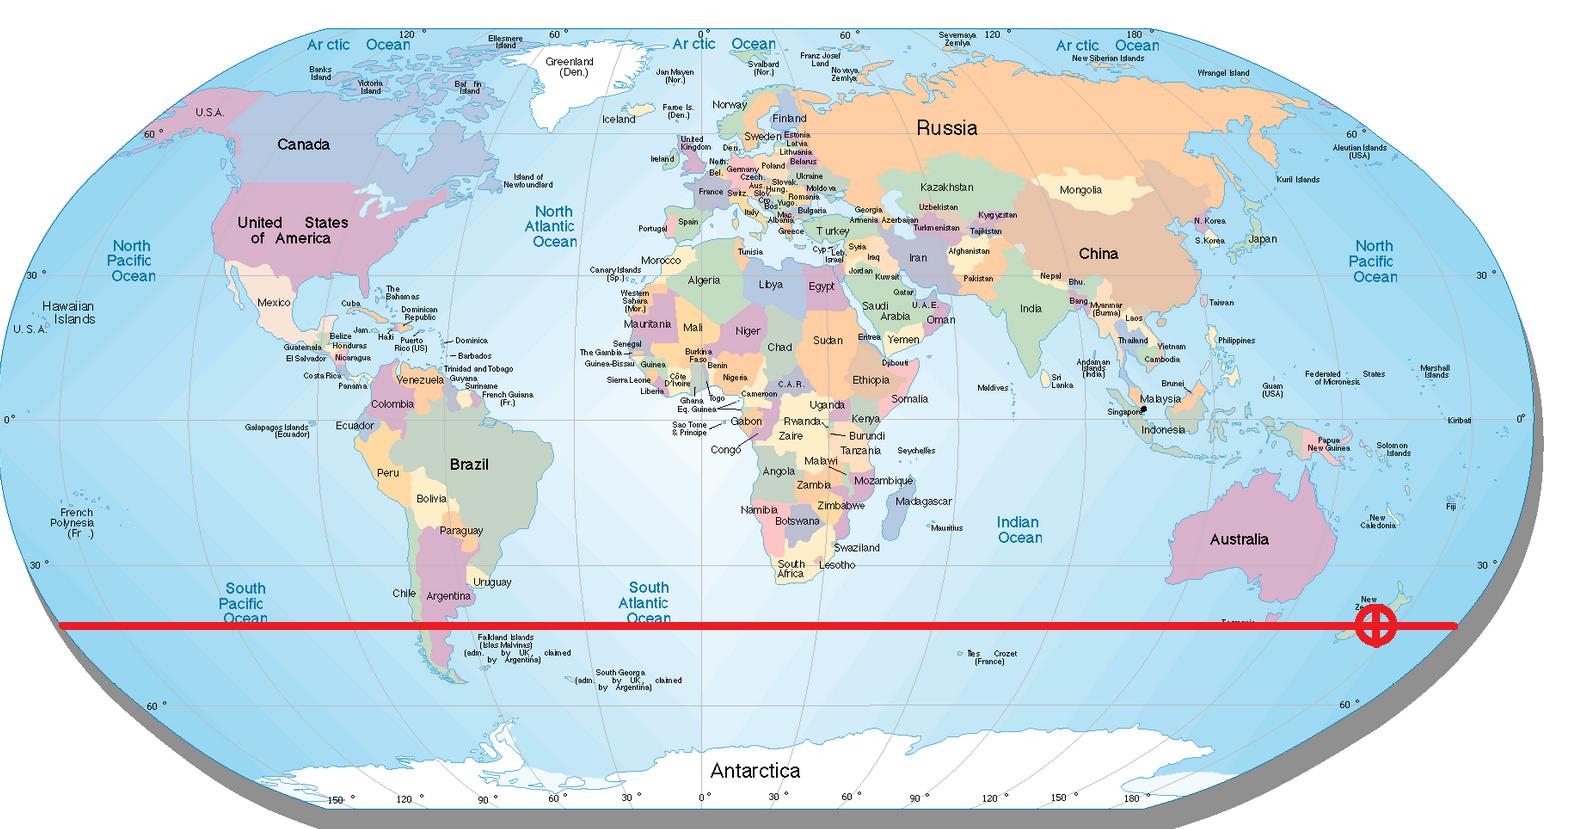 120 °
60 °
0 °
60 °
120 °
180 °
Ar ctic Ocean
Ar ctic Ocean
Ar ctic Ocean
Ellesmere
Island
Banks
Island
Victoria
Island
Baf fin
Island
Greenland
(Den.)
Jan Mayen
(Nor.)
Svalbard
(Nor.)
Franz Josef
Land
Novaya
Zemlya
Severnaya
Zemlya
New Siberian Islands
Wrangel Island
U.S.A.
60 °
Canada
Iceland
Faroe Is.
(Den.)
Norway
Sweden
Finland
Russia
60 °
Aleutian Islands
(USA)
Kuril Islands
Island of
Newfoundland
Ireland
United
Kingdom
Den.
Neth.
Bel.
Germany
Poland
Estonia
Latvia
Lithuania
Belarus
Czech.
Slovak.
Ukraine
France
Switz.
Aus.
Hung.
Moldova
Romania
Slov.
Cro.
Bos.
Yugo.
Mac.
Bulgaria
Albania
Italy
Greece
Portugal
Spain
T urkey
Georgia
Armenia
Azerbaijan
Kazakhstan
Uzbekistan
Turkmenistan
Kyrgyzstan
Tajikistan
Mongolia
China
N. Korea
S. Korea
Japan
United States
of America
North
Pacific
Ocean
North
Atlantic
Ocean
North
Pacific
Ocean
30 °
30 °
Hawaiian
Islands
U. S. A.
Mexico
Cuba
The
Bahamas
Dominican
Republic
Jam.
Haiti
Puerto
Rico (US)
Belize
Honduras
Guatemala
El Salvador
Nicaragua
Costa Rica
Panama
Dominica
Barbados
Trinidad and Tobago
Venezuela
Guyana
Suriname
French Guiana
(Fr.)
Colombia
Ecuador
Galapagos Islands
(Ecuador)
Canary Islands
(Sp.)
Morocco
Western
Sahara
(Mor.)
Algeria
Tunisia
Libya
Egypt
Cyp.
Leb.
Israel
Syria
Iraq
Jordan
Kuwait
Iran
Afghanistan
Pakistan
Saudi
Arabia
Qatar
U. A. E.
Oman
Yemen
Nepal
Bhu.
India
Bang.
Myanmar
(Burma)
Laos
Thailand
Vietnam
Cambodia
Taiwan
Philippines
Mauritania
Mali
Niger
Chad
Sudan
Eritrea
Djibouti
Ethiopia
Somalia
Senegal
The Gambia
Guinea-Bissau
Guinea
Sierra Leone
Liberia
Côte
D'Ivoire
Burkina
Faso
Ghana
Togo
Benin
Nigeria
Cameroon
C.A.R.
Eq. Guinea
Sao Tome
& Principe
Gabon
Congo
Zaire
Uganda
Rwanda
Burundi
Kenya
Tanzania
Seychelles
Maldives
Sri
Lanka
Andaman
Islands
(India)
Brunei
Malaysia
Singapore
Indonesia
Guam
(USA)
Federated States
of Micronesia
Marshall
Islands
Kiribati
Papua
New Guinea
Solomon
Islands
0 °
0°
Brazil
Peru
Bolivia
Paraguay
Chile
Argentina
Uruguay
French
Polynesia
(Fr .)
Angola
Zambia
Malawi
Mozambique
Zimbabwe
Namibia
Botswana
Madagascar
Mauritius
Swaziland
Lesotho
South
Africa
Indian
Ocean
Australia
New
Caledonia
Fiji
30 °
30 °
South
Pacific
Ocean
South
Atlantic
Ocean
New
Falkland Islands
(Islas Malvinas)
(adm. by UK, claimed
by Argentina)
South Georgia
(adm. by UK, claimed
by Argentina)
Îles Crozet
(France)
60 °
60 °
Antarctica
150 °
120 °
90 °
60 °
30 °
0 °
30 °
60 °
90 °
120 °
150 °
180 °